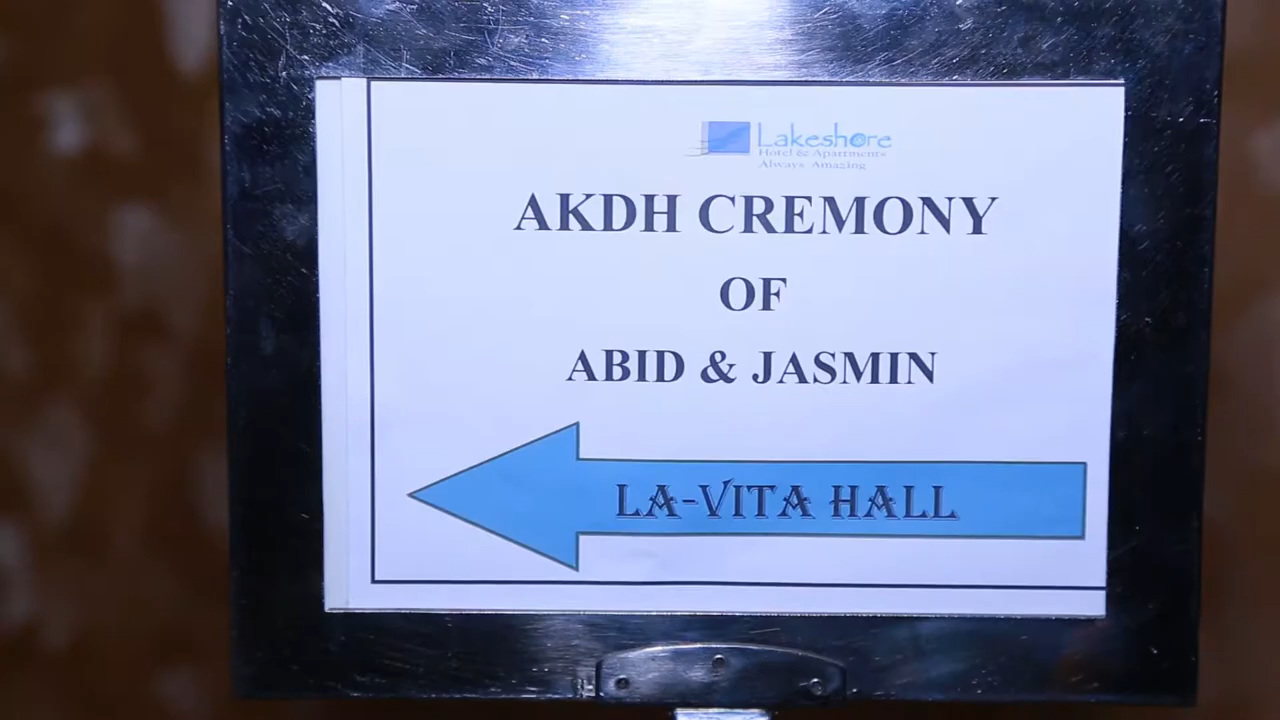 Lakeshore
Hotel & Apartments
Always Amazing
AKDH CREMONY
OF
ABID & JASMIN
LA-VITA HALL